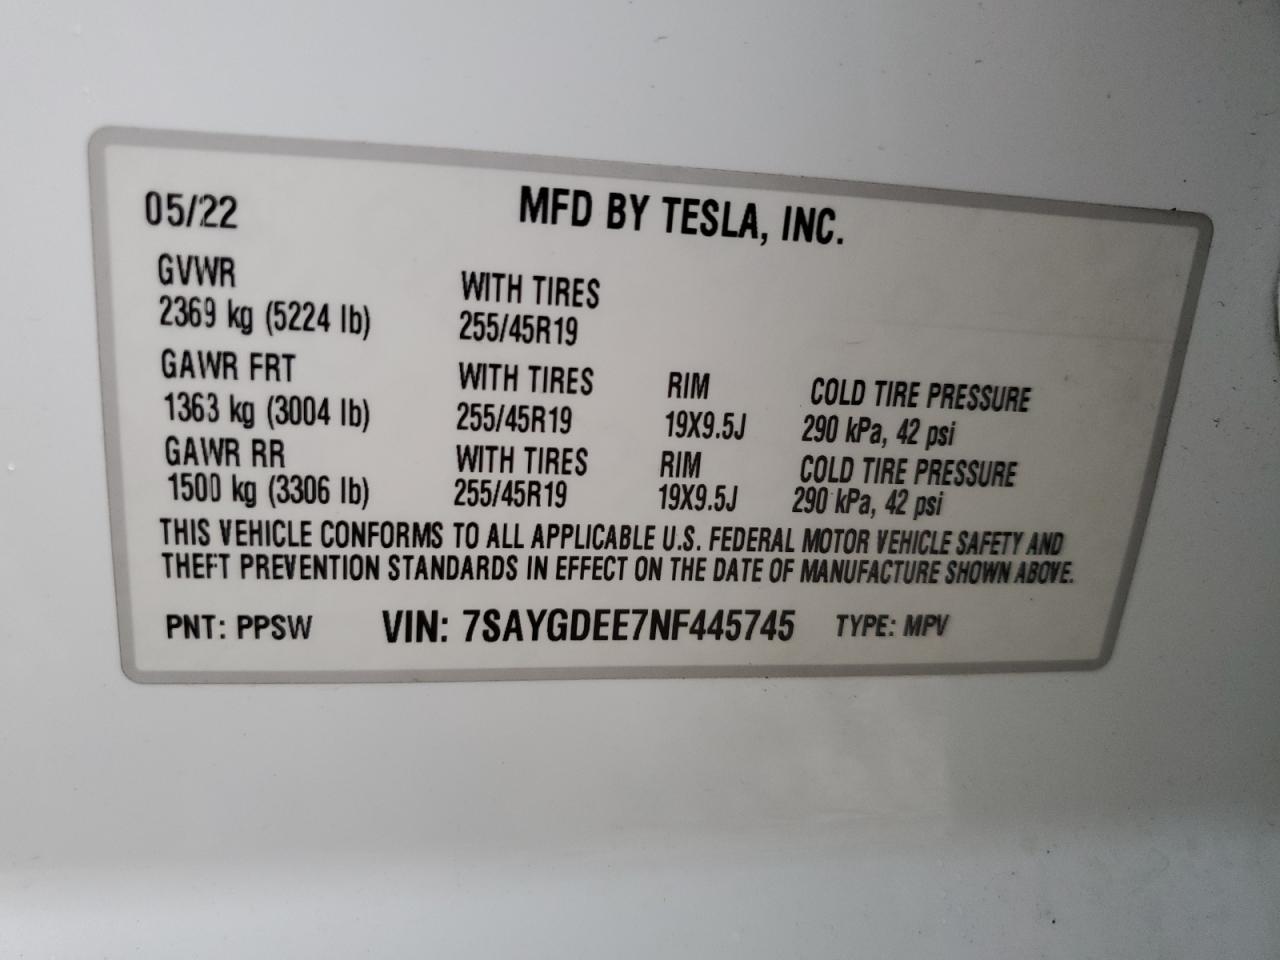 05/22 MFD BY TESLA, INC.
GVWR WITH TIRES
2369 kg (5224 lb) 255/45R19
GAWR FRT WITH TIRES RIM COLD TIRE PRESSURE
1363 kg (3004 lb) 255/45R19 19X9.5J 290 kPa, 42 psi
GAWR RR WITH TIRES RIM COLD TIRE PRESSURE
1500 kg (3306 lb) 255/45R19 19X9.5J 290 kPa, 42 psi
THIS VEHICLE CONFORMS TO ALL APPLICABLE U.S. FEDERAL MOTOR VEHICLE SAFETY AND
THEFT PREVENTION STANDARDS IN EFFECT ON THE DATE OF MANUFACTURE SHOWN ABOVE.
PNT: PPSW VIN: 7SAYGDEE7NF445745 TYPE: MPV